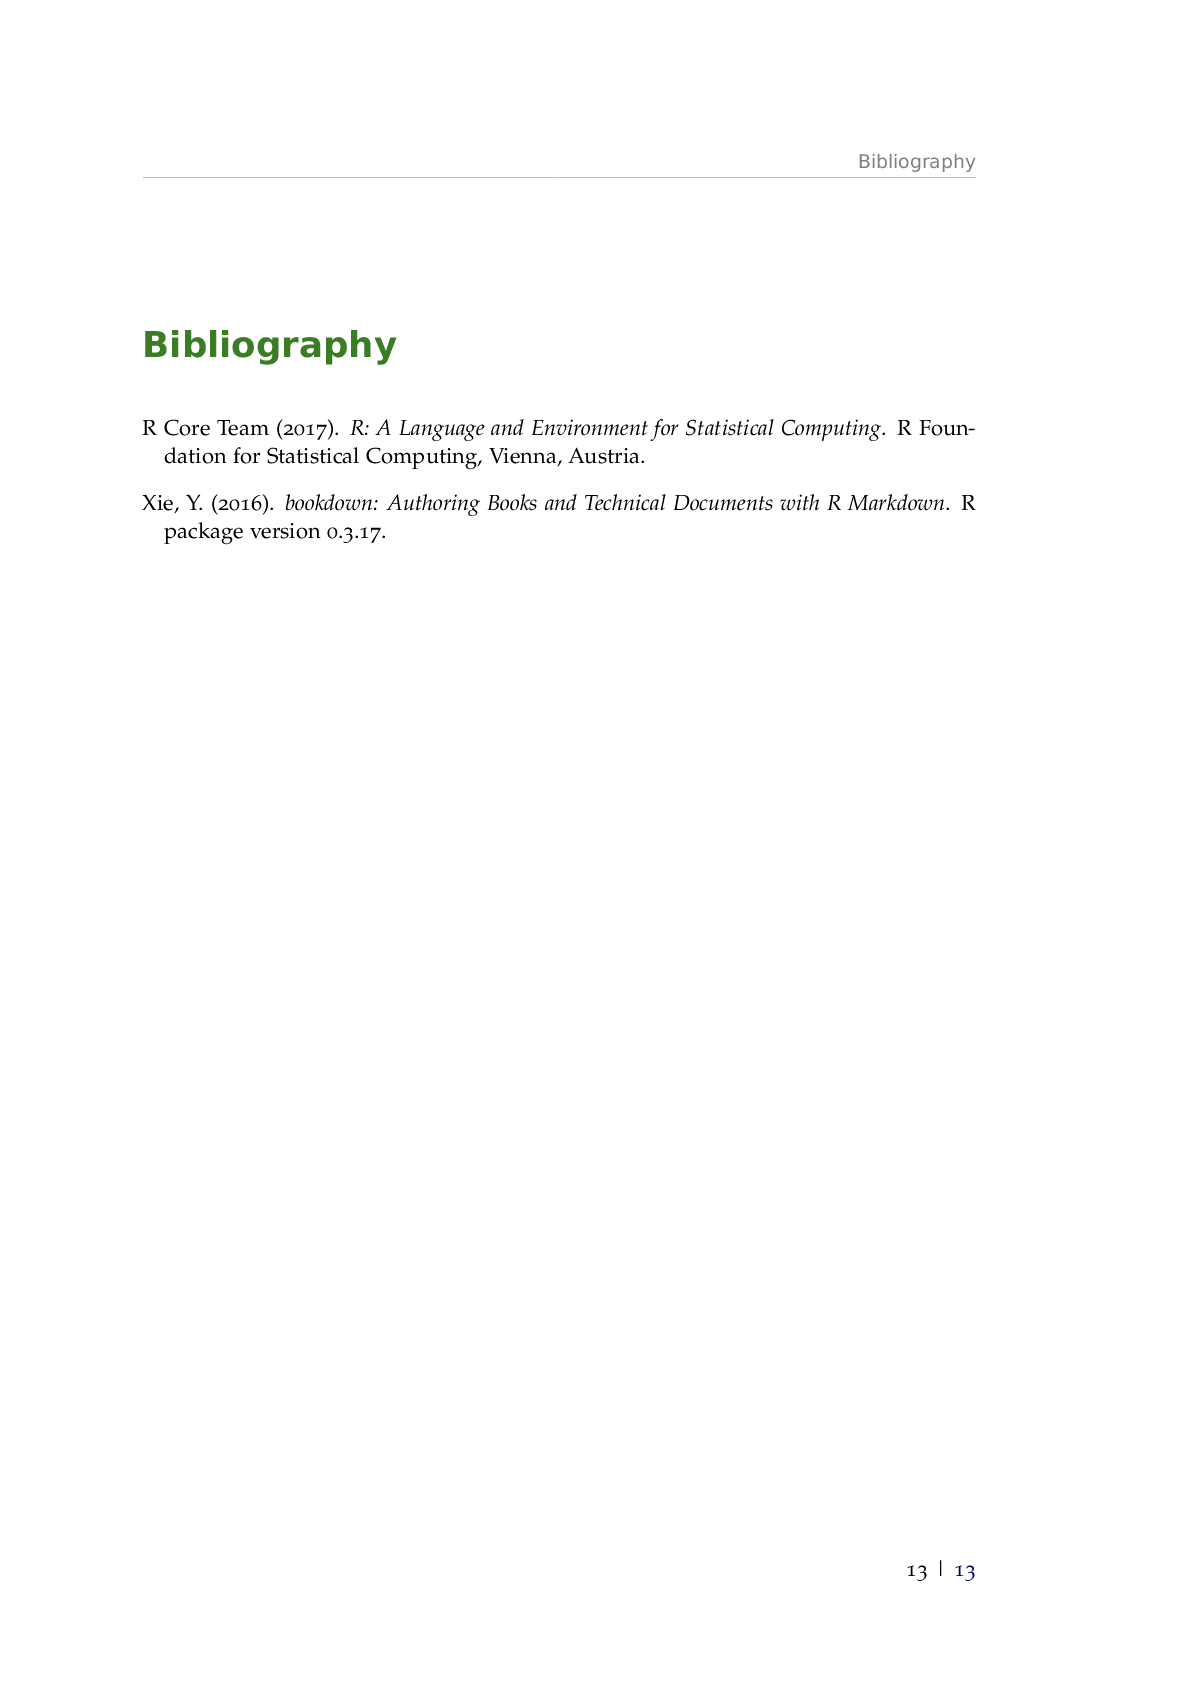 Bibliography
Bibliography
R Core Team (2017). R: A Language and Environment for Statistical Computing. R Foun-
dation for Statistical Computing, Vienna, Austria.
Xie, Y. (2016). bookdown: Authoring Books and Technical Documents with R Markdown. R
package version 0.3.17.
13 | 13